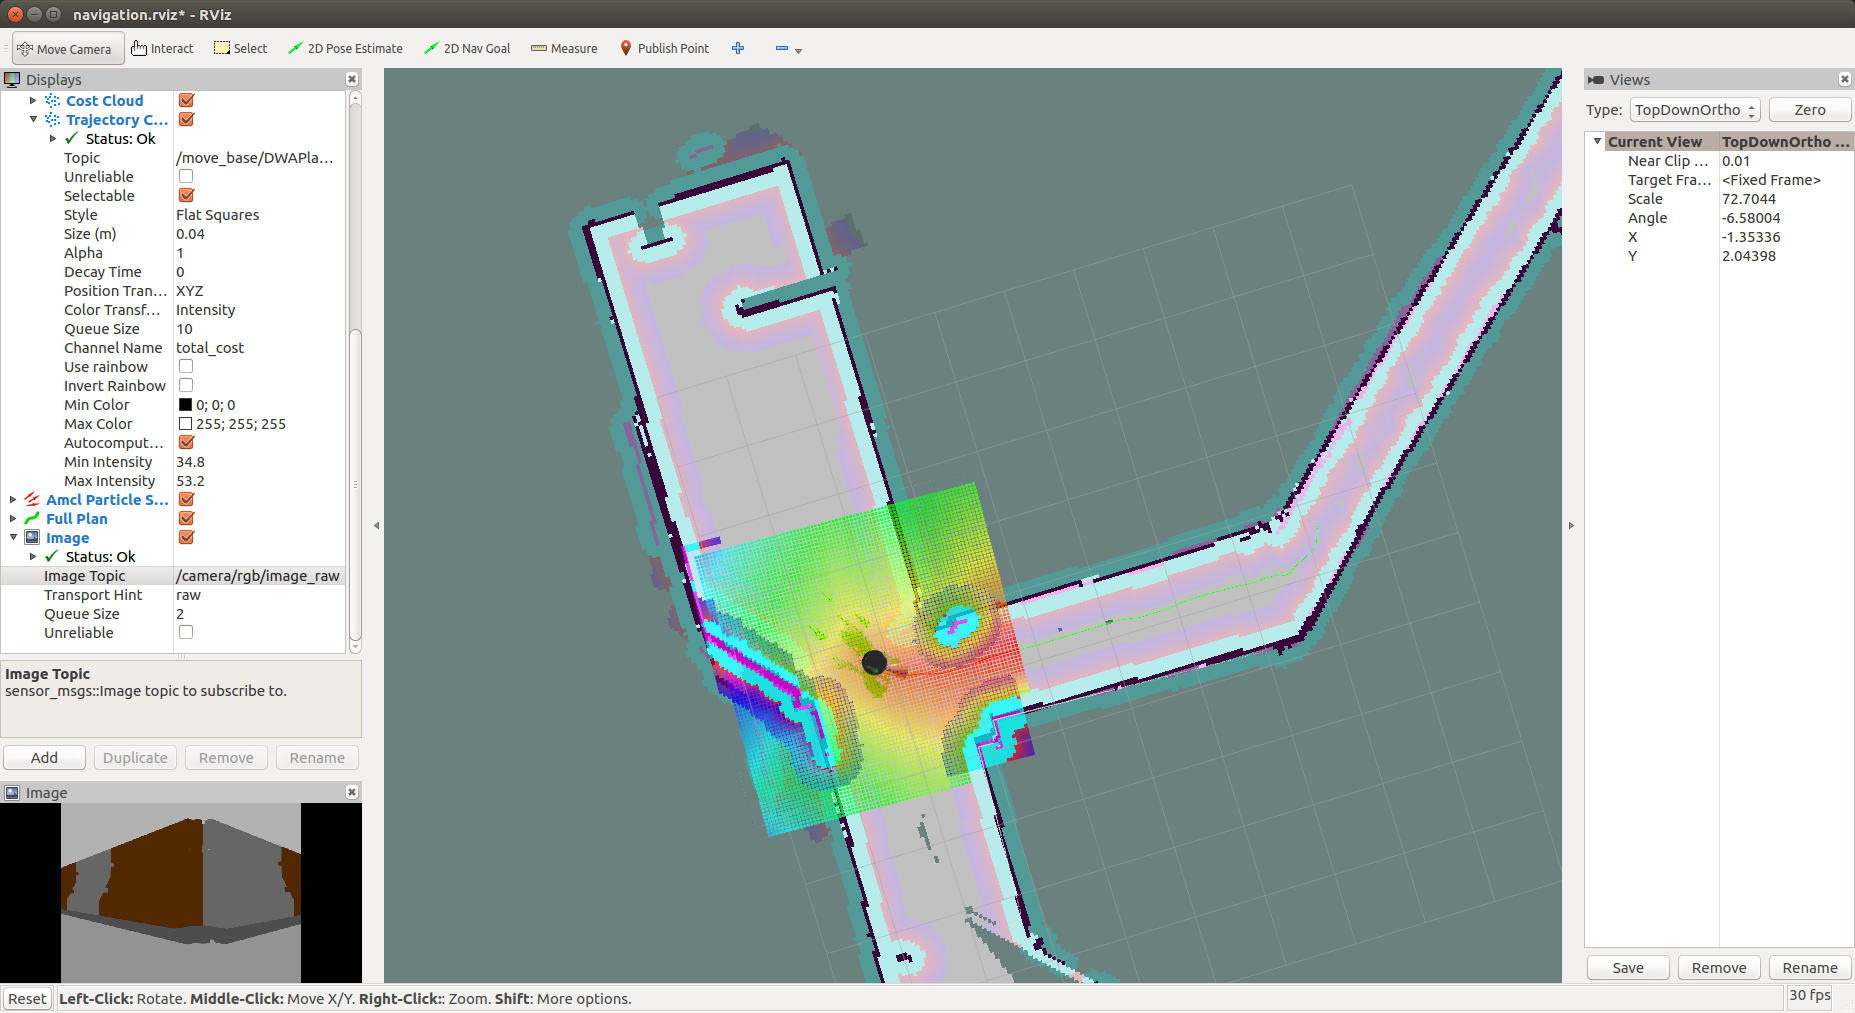 navigation.rviz* - RViz
Move Camera Interact Select 2D Pose Estimate 2D Nav Goal Measure Publish Point
Displays
Cost Cloud
Trajectory C...
Status: Ok
Topic /move_base/DWAPla...
Unreliable
Selectable
Style Flat Squares
Size (m) 0.04
Alpha 1
Decay Time 0
Position Tran... XYZ
Color Transf... Intensity
Queue Size 10
Channel Name total_cost
Use rainbow
Invert Rainbow
Min Color 0; 0; 0
Max Color 255; 255; 255
Autocomput...
Min Intensity 34.8
Max Intensity 53.2
Amcl Particle S...
Full Plan
Image
Status: Ok
Image Topic /camera/rgb/image_raw
Transport Hint raw
Queue Size 2
Unreliable
Image Topic
sensor_msgs::Image topic to subscribe to.
Add Duplicate Remove Rename
Image
Views
Type: TopDownOrtho Zero
Current View TopDownOrtho ...
Near Clip ... 0.01
Target Fra... <Fixed Frame>
Scale 72.7044
Angle -6.58004
X -1.35336
Y 2.04398
Save Remove Rename
Reset Left-Click: Rotate. Middle-Click: Move X/Y. Right-Click:: Zoom. Shift: More options. 30 fps